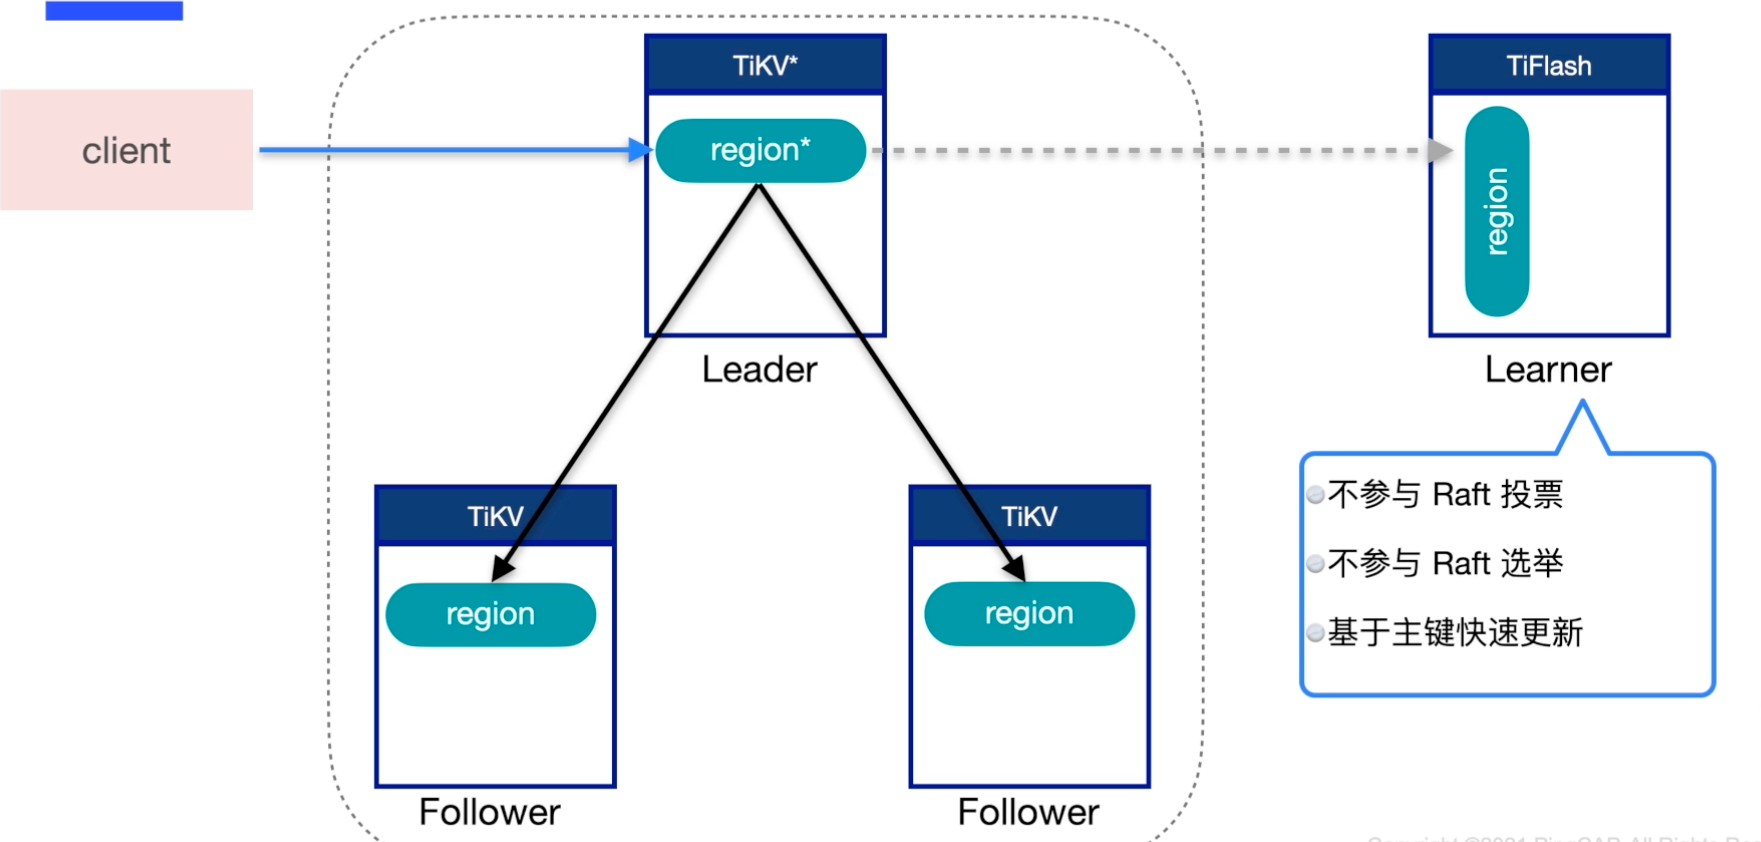 TiKV*
TiFlash
client
region*
region
Leader
Learner
不参与 Raft 投票
不参与 Raft 选举
基于主键快速更新
TiKV
TiKV
region
region
Follower
Follower